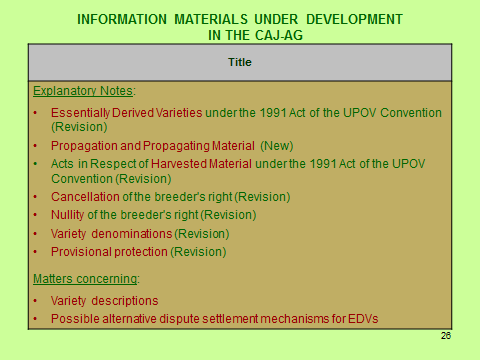 INFORMATION MATERIALS UNDER DEVELOPMENT
IN THE CAJ-AG
Title
Explanatory Notes:
• Essentially Derived Varieties under the 1991 Act of the UPOV Convention
(Revision)
• Propagation and Propagating Material (New)
• Acts in Respect of Harvested Material under the 1991 Act of the UPOV
Convention (Revision)
• Cancellation of the breeder's right (Revision)
• Nullity of the breeder's right (Revision)
• Variety denominations (Revision)
• Provisional protection (Revision)
Matters concerning:
• Variety descriptions
• Possible alternative dispute settlement mechanisms for EDVs
26